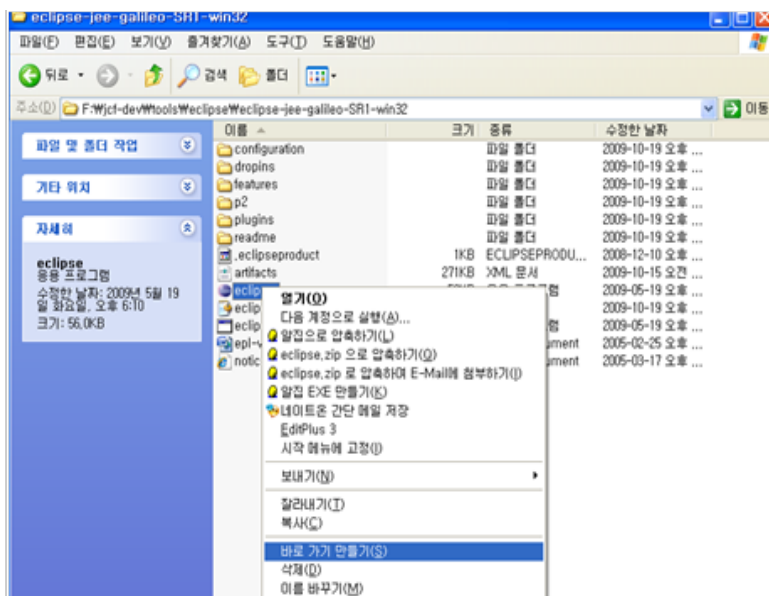 eclipse-jee-galileo-SR1-win32
파일(F) 편집(E) 보기(V) 즐겨찾기(A) 도구(T) 도움말(H)
뒤로 검색 폴더
주소(D) F:\jcf-dev\tools\eclipse\eclipse-jee-galileo-SR1-win32 이동
이름 크기 종류 수정한 날짜
파일 및 폴더 작업
기타 위치
자세히
eclipse
응용 프로그램
수정한 날짜: 2009년 5월 19
일 화요일, 오후 6:10
크기: 56.0KB
configuration 파일 폴더 2009-10-19 오후 ...
dropins 파일 폴더 2009-10-19 오후 ...
features 파일 폴더 2009-10-19 오후 ...
p2 파일 폴더 2009-10-19 오후 ...
plugins 파일 폴더 2009-10-19 오후 ...
readme 파일 폴더 2009-10-19 오후 ...
.eclipseproduct 1KB ECLIPSEPRODU... 2008-12-10 오후 ...
artifacts 271KB XML 문서 2009-10-15 오전 ...
eclip 2009-05-19 오후 ...
eclip 2009-10-19 오후 ...
eclip 2009-05-19 오후 ...
epl-v ument 2005-02-25 오후 ...
notic ument 2005-03-17 오후 ...
열기(O)
다음 계정으로 실행(A)...
알집으로 압축하기(L)
eclipse.zip 으로 압축하기(Q)
eclipse.zip 로 압축하여 E-Mail에 첨부하기(I)
알집 EXE 만들기(K)
네이트온 간단 메일 저장
EditPlus 3
시작 메뉴에 고정(I)
보내기(N)
잘라내기(T)
복사(C)
바로 가기 만들기(S)
삭제(D)
이름 바꾸기(M)